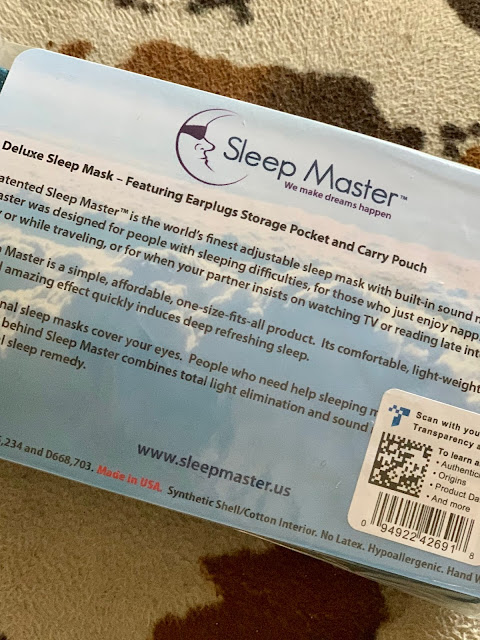 Sleep Master™
We make dreams happen
Deluxe Sleep Mask – Featuring Earplugs Storage Pocket and Carry Pouch
atented Sleep Master™ is the world's finest adjustable sleep mask with built-in sound
aster was designed for people with sleeping difficulties, for those who just enjoy
y or while traveling, or for when your partner insists on watching TV or reading late
Master is a simple, affordable, one-size-fits-all product. Its comfortable, light-weight
amazing effect quickly induces deep refreshing sleep.
nal sleep masks cover your eyes. People who need help sleeping
behind Sleep Master combines total light elimination and sound
l sleep remedy.
www.sleepmaster.us
,234 and D668,703. Made in USA. Synthetic Shell/Cotton Interior. No Latex. Hypoallergenic. Hand
Scan with you
Transparency
To learn
• Authentic
• Origins
• Product Da
• And more
0 94922 42691 8